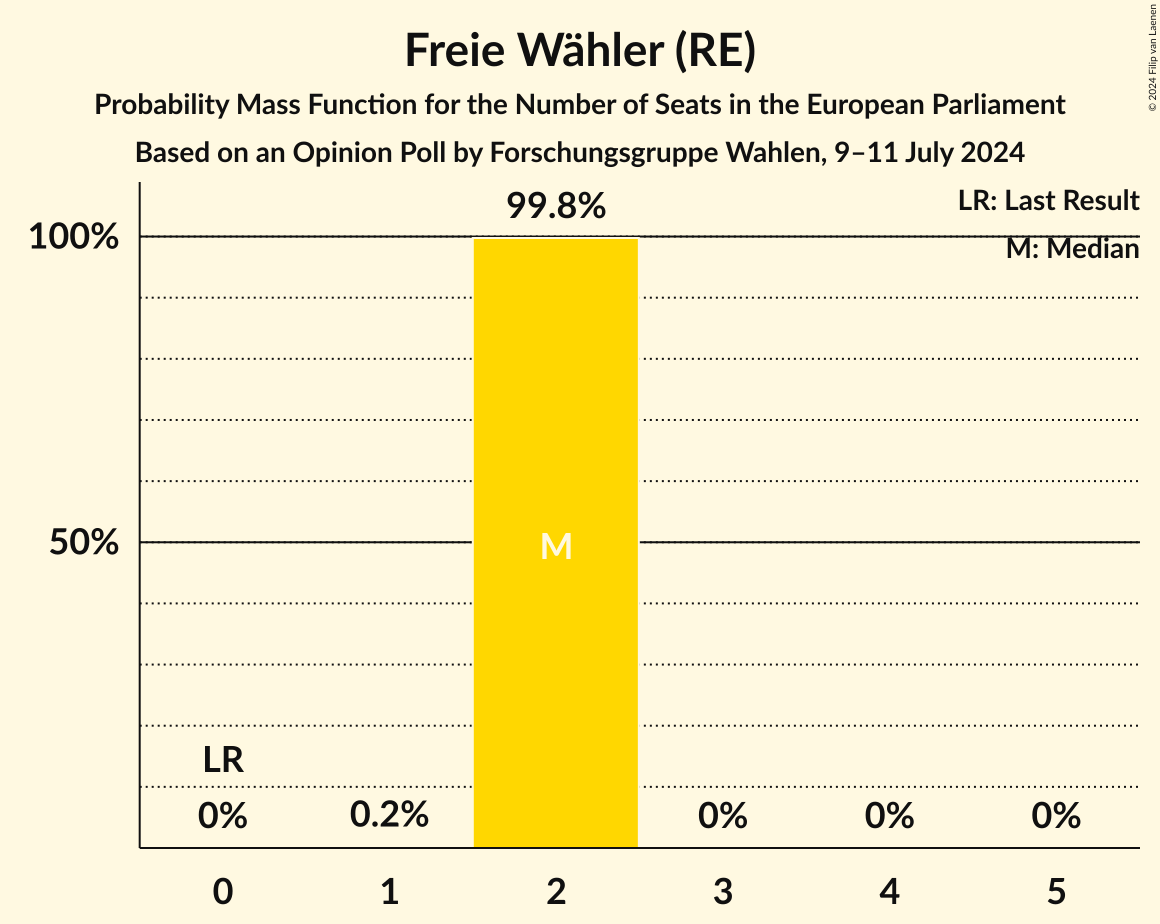 Freie Wähler (RE)
Probability Mass Function for the Number of Seats in the European Parliament
Based on an Opinion Poll by Forschungsgruppe Wahlen, 9–11 July 2024
© 2024 Filip van Laenen
LR: Last Result
M: Median
99.8%
100%
50%
M
LR
0%
0.2%
0%
0%
0%
0
1
2
3
4
5